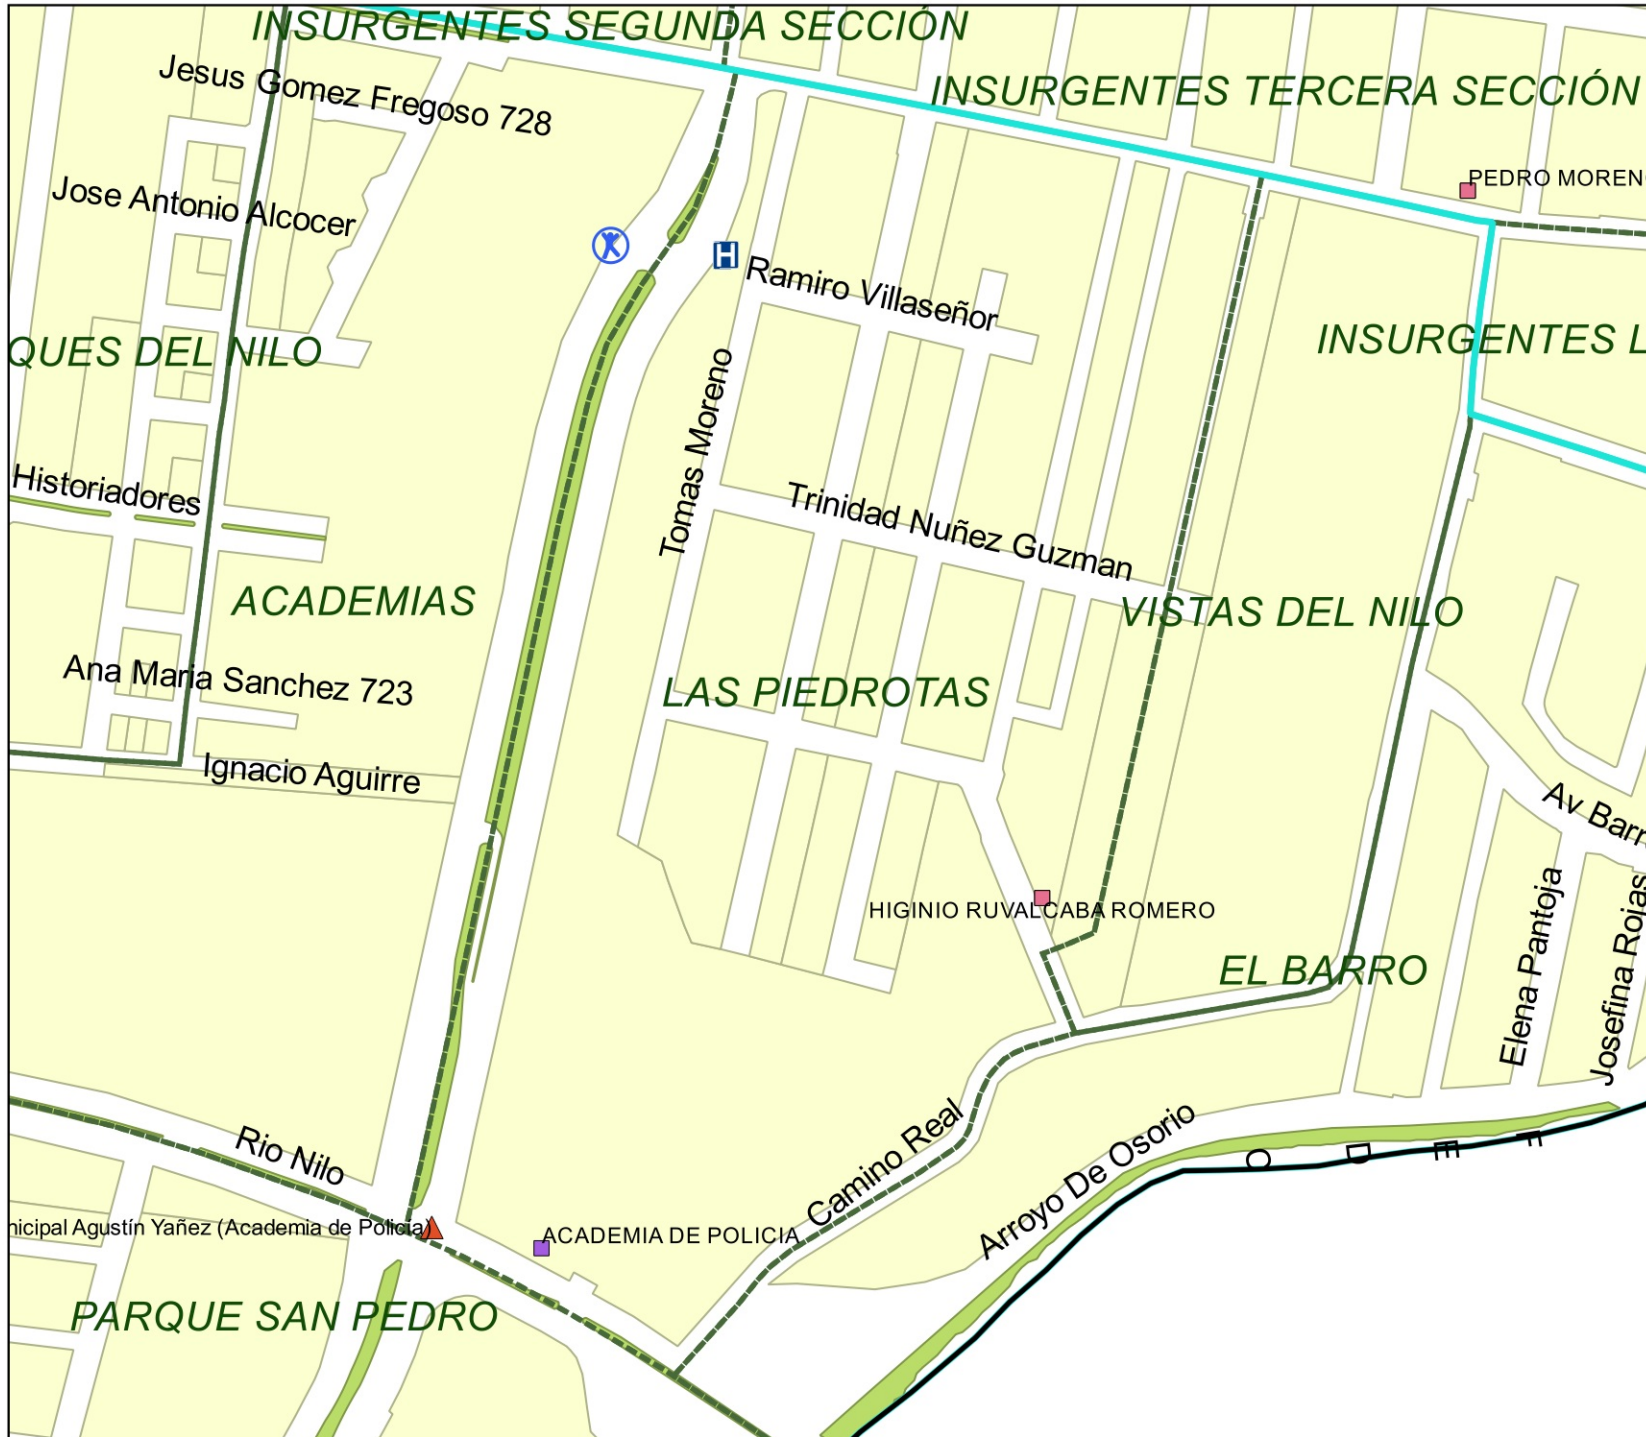 INSURGENTES SEGUNDA SECCIÓN
Jesus Gomez Fregoso 728
INSURGENTES TERCERA SECCIÓN
PEDRO MORENO
Jose Antonio Alcocer
H
Ramiro Villaseñor
QUES DEL NILO
INSURGENTES L
Tomas Moreno
Historiadores
Trinidad Nuñez Guzman
ACADEMIAS
VISTAS DEL NILO
Ana Maria Sanchez 723
LAS PIEDROTAS
Ignacio Aguirre
Av Barr
HIGINIO RUVALCABA ROMERO
EL BARRO
Elena Pantoja
Josefina Rojas
Rio Nilo
Camino Real
Arroyo De Osorio
C D E F
nicipal Agustín Yañez (Academia de Policia)
ACADEMIA DE POLICIA
PARQUE SAN PEDRO